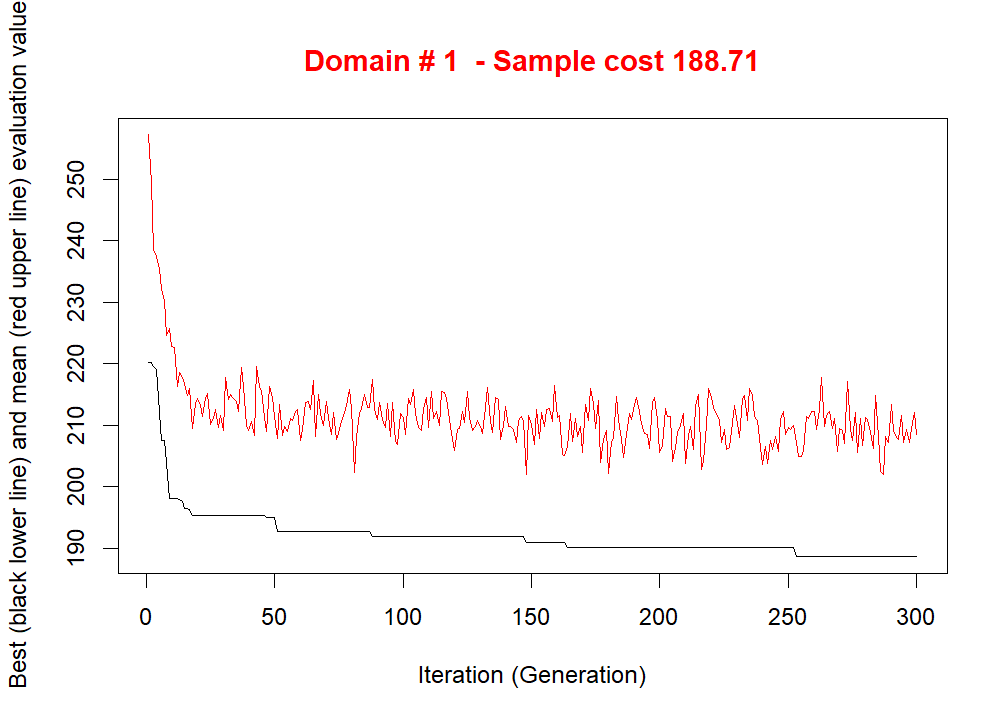 Domain # 1  - Sample cost 188.71
Best (black lower line) and mean (red upper line) evaluation value
250
240
230
220
210
200
190
0 50 100 150 200 250 300
Iteration (Generation)